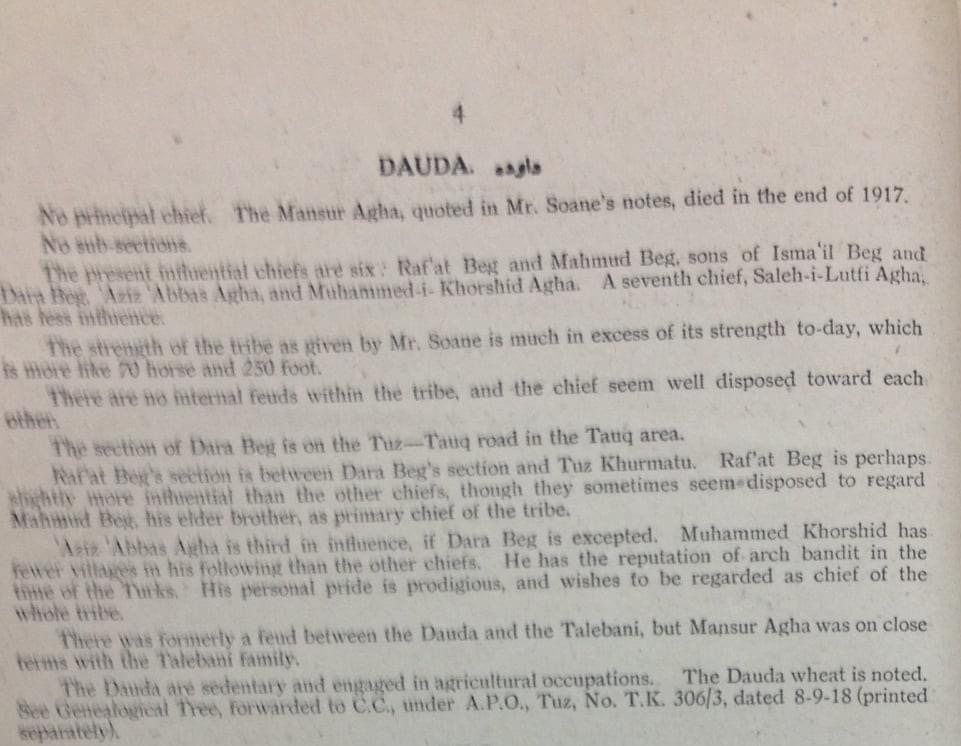 4
DAUDA. داوده
No principal chief. The Mansur Agha, quoted in Mr. Soane's notes, died in the end of 1917.
No sub-sections.
The present influential chiefs are six : Raf'at Beg and Mahmud Beg, sons of Isma'il Beg and
Dara Beg, 'Aziz 'Abbas Agha, and Muhammed-i- Khorshid Agha. A seventh chief, Saleh-i-Lutfi Agha,
has less influence.
The strength of the tribe as given by Mr. Soane is much in excess of its strength to-day, which
is more like 70 horse and 250 foot.
There are no internal feuds within the tribe, and the chief seem well disposed toward each
other.
The section of Dara Beg is on the Tuz—Tauq road in the Tauq area.
Raf'at Beg's section is between Dara Beg's section and Tuz Khurmatu. Raf'at Beg is perhaps
slightly more influential than the other chiefs, though they sometimes seem disposed to regard
Mahmud Beg, his elder brother, as primary chief of the tribe.
'Aziz 'Abbas Agha is third in influence, if Dara Beg is excepted. Muhammed Khorshid has
fewer villages in his following than the other chiefs. He has the reputation of arch bandit in the
time of the Turks. His personal pride is prodigious, and wishes to be regarded as chief of the
whole tribe.
There was formerly a feud between the Dauda and the Talebani, but Mansur Agha was on close
terms with the Talebani family.
The Dauda are sedentary and engaged in agricultural occupations. The Dauda wheat is noted.
See Genealogical Tree, forwarded to C.C., under A.P.O., Tuz, No. T.K. 306/3, dated 8-9-18 (printed
separately).